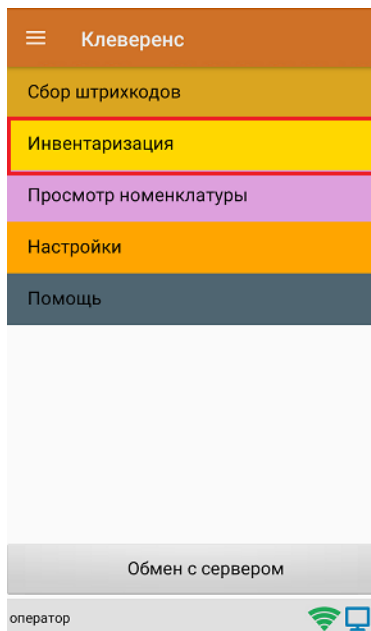 Клеверенс
Сбор штрихкодов
Инвентаризация
Просмотр номенклатуры
Настройки
Помощь
Обмен с сервером
оператор